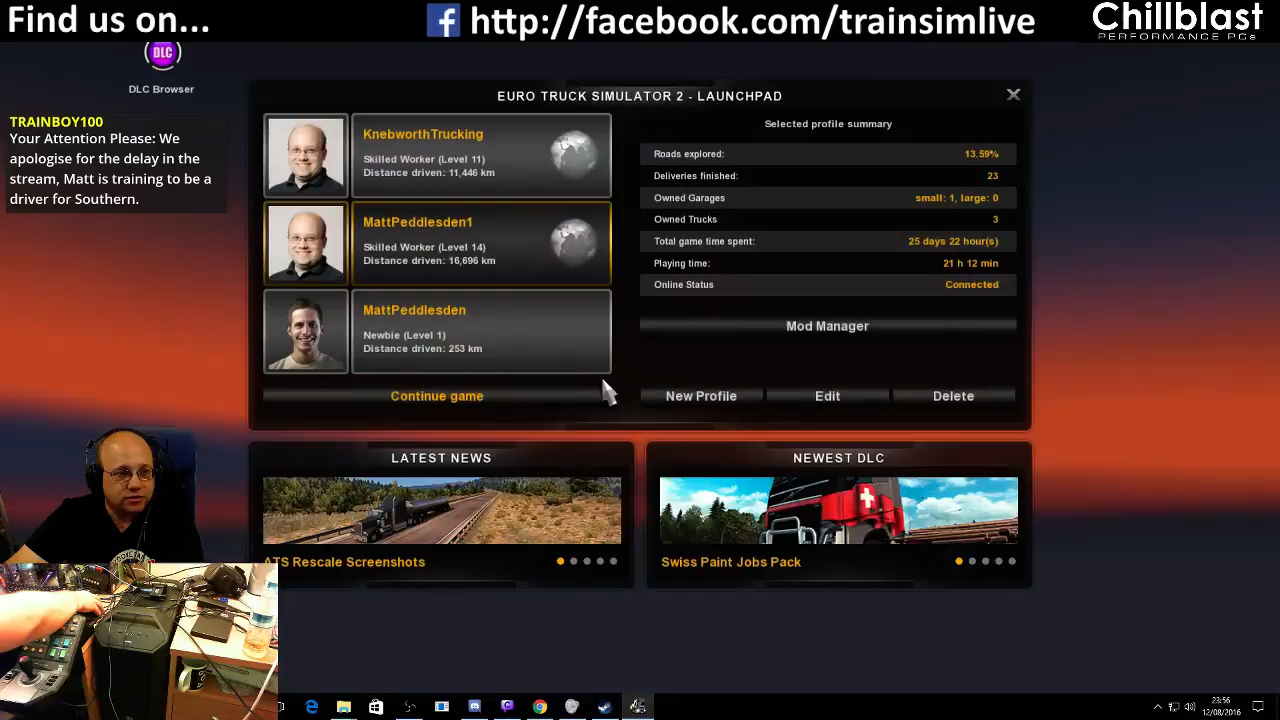 Find us on...
http://facebook.com/trainsimlive
Chillblast
PERFORMANCE PCs
DLC
DLC Browser
TRAINBOY100
Your Attention Please: We
apologise for the delay in the
stream, Matt is training to be a
driver for Southern.
EURO TRUCK SIMULATOR 2 - LAUNCHPAD
KnebworthTrucking
Skilled Worker (Level 11)
Distance driven: 11,446 km
MattPeddlesden1
Skilled Worker (Level 14)
Distance driven: 16,696 km
MattPeddlesden
Newbie (Level 1)
Distance driven: 253 km
Continue game
Selected profile summary
Roads explored: 13.59%
Deliveries finished: 23
Owned Garages small: 1, large: 0
Owned Trucks 3
Total game time spent: 25 days 22 hour(s)
Playing time: 21 h 12 min
Online Status Connected
Mod Manager
New Profile Edit Delete
LATEST NEWS
ATS Rescale Screenshots
NEWEST DLC
Swiss Paint Jobs Pack
23:56
12/08/2016